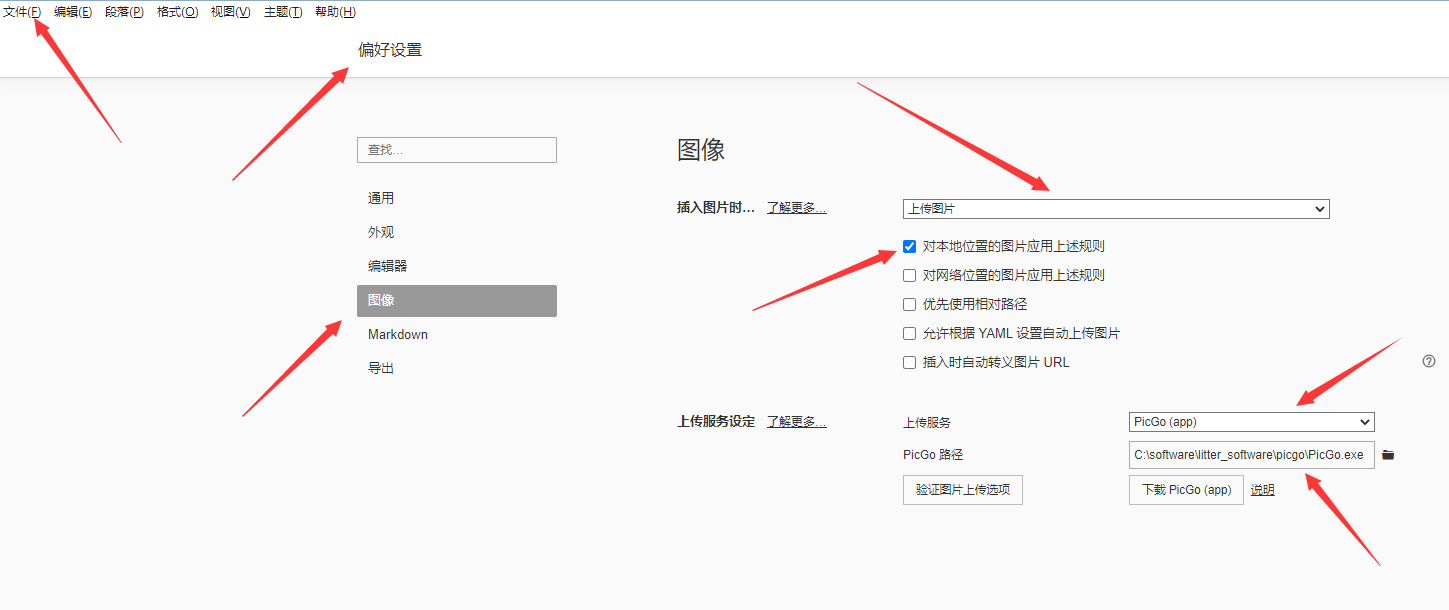 文件(F) 编辑(E) 段落(P) 格式(O) 视图(V) 主题(T) 帮助(H)
偏好设置
查找...
通用
外观
编辑器
图像
Markdown
导出
图像
插入图片时... 了解更多... 上传图片
对本地位置的图片应用上述规则
对网络位置的图片应用上述规则
优先使用相对路径
允许根据 YAML 设置自动上传图片
插入时自动转义图片 URL
?
上传服务设定 了解更多... 上传服务 PicGo (app)
PicGo 路径 C:\software\litter_software\picgo\PicGo.exe
验证图片上传选项 下载 PicGo (app) 说明